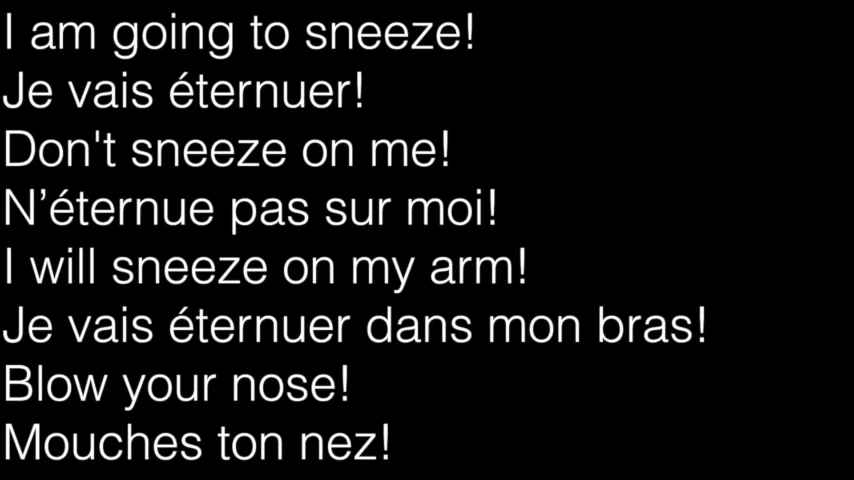 I am going to sneeze!
Je vais éternuer!
Don't sneeze on me!
N’éternue pas sur moi!
I will sneeze on my arm!
Je vais éternuer dans mon bras!
Blow your nose!
Mouches ton nez!